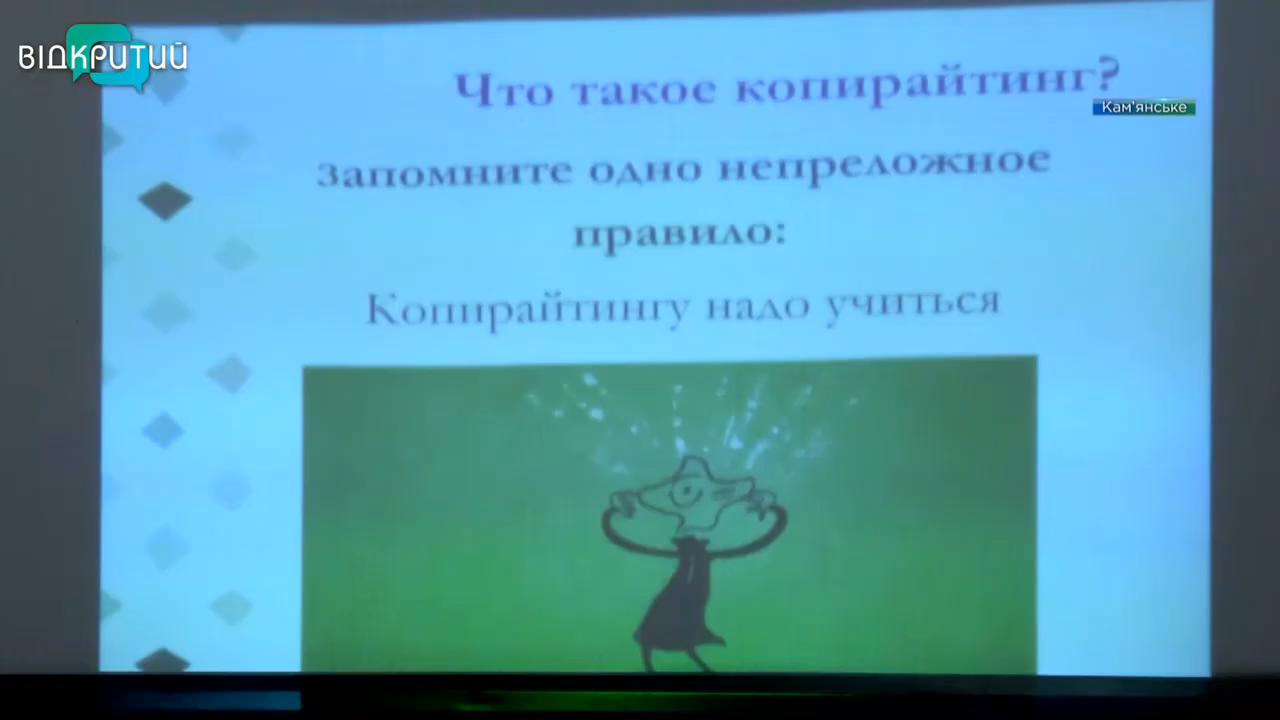 ВІДКРИТИЙ
Что такое копирайтинг?
Кам'янське
запомните одно непреложное
правило:
Копирайтингу надо учиться